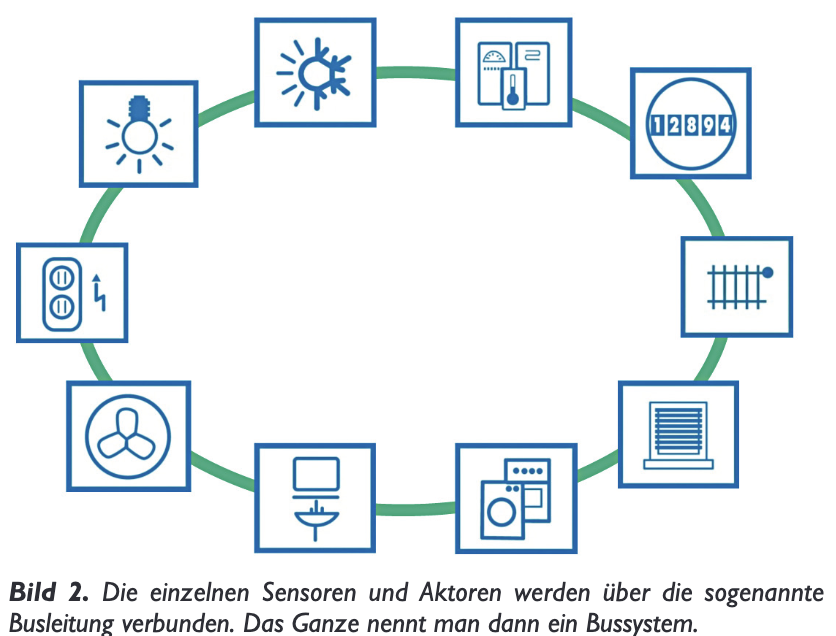 12894
Bild 2. Die einzelnen Sensoren und Aktoren werden über die sogenannte
Busleitung verbunden. Das Ganze nennt man dann ein Bussystem.